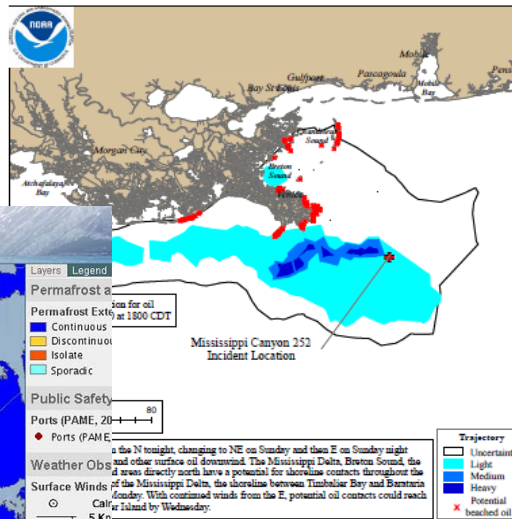 NOAA
Mobile
Pascagoula
Pens
Gulfport
Mobile
Bay
Bay St Louis
Chandeleur
Sound
Morgan City
Breton
Sound
Venice
Atchafalaya
Bay
Layers Legend
Permafrost a
Permafrost Exte
Continuous
Discontinuou
Isolate
Sporadic
ion for oil
) at 1800 CDT
Mississippi Canyon 252
Incident Location
Public Safety
Ports (PAME, 20
Ports (PAME,
80
Weather Obs
Surface Winds
Calm
5 Kn
n the N tonight, changing to NE on Sunday and then E on Sunday night
and other surface oil downwind. The Mississippi Delta, Breton Sound, the
d areas directly north have a potential for shoreline contacts throughout the
of the Mississippi Delta, the shoreline between Timbalier Bay and Barataria
Monday. With continued winds from the E, potential oil contacts could reach
r Island by Wednesday.
Trajectory
Uncertaint
Light
Medium
Heavy
Potential
beached oil